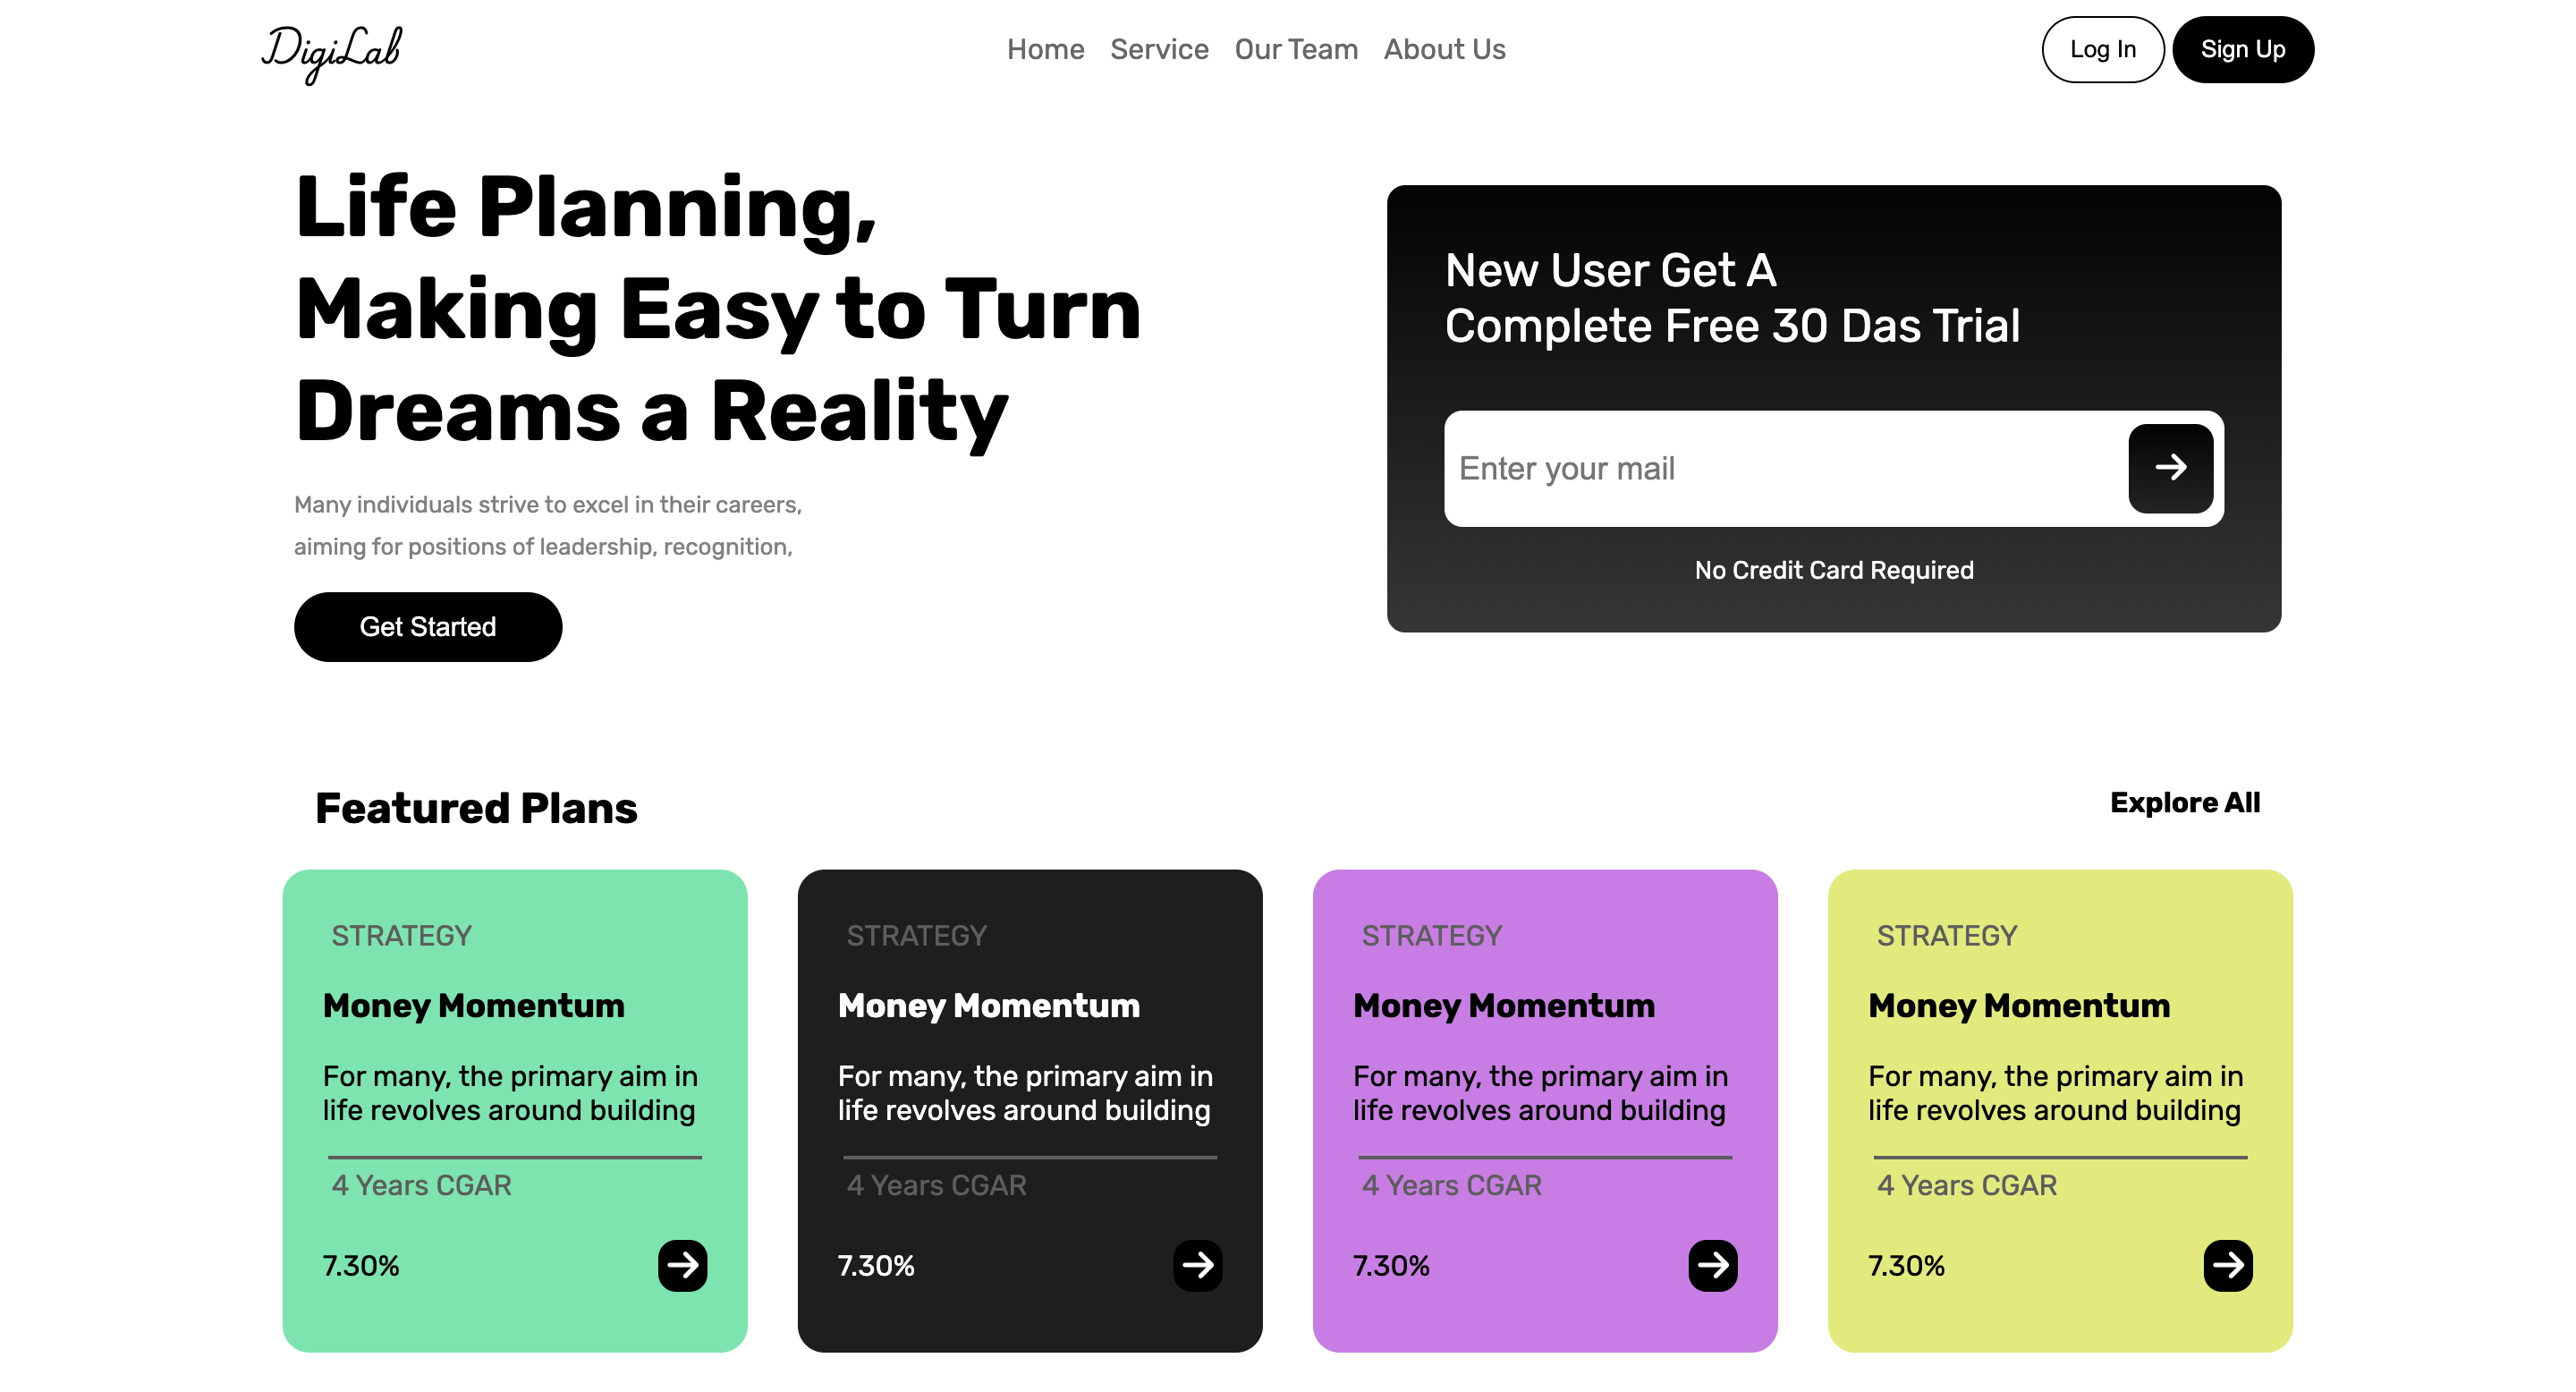 DigiLab
Home Service Our Team About Us
Log In
Sign Up
Life Planning,
Making Easy to Turn
Dreams a Reality
Many individuals strive to excel in their careers,
aiming for positions of leadership, recognition,
Get Started
New User Get A
Complete Free 30 Das Trial
Enter your mail
No Credit Card Required
Featured Plans
Explore All
STRATEGY
Money Momentum
For many, the primary aim in
life revolves around building
4 Years CGAR
7.30%
STRATEGY
Money Momentum
For many, the primary aim in
life revolves around building
4 Years CGAR
7.30%
STRATEGY
Money Momentum
For many, the primary aim in
life revolves around building
4 Years CGAR
7.30%
STRATEGY
Money Momentum
For many, the primary aim in
life revolves around building
4 Years CGAR
7.30%